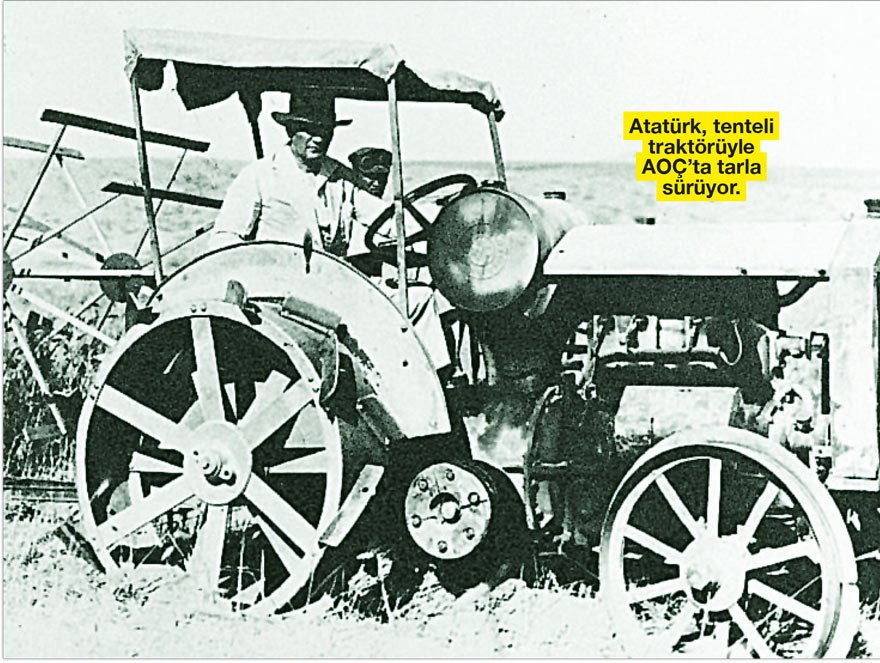 Atatürk, tenteli
traktörüyle
AOÇ'ta tarla
sürüyor.